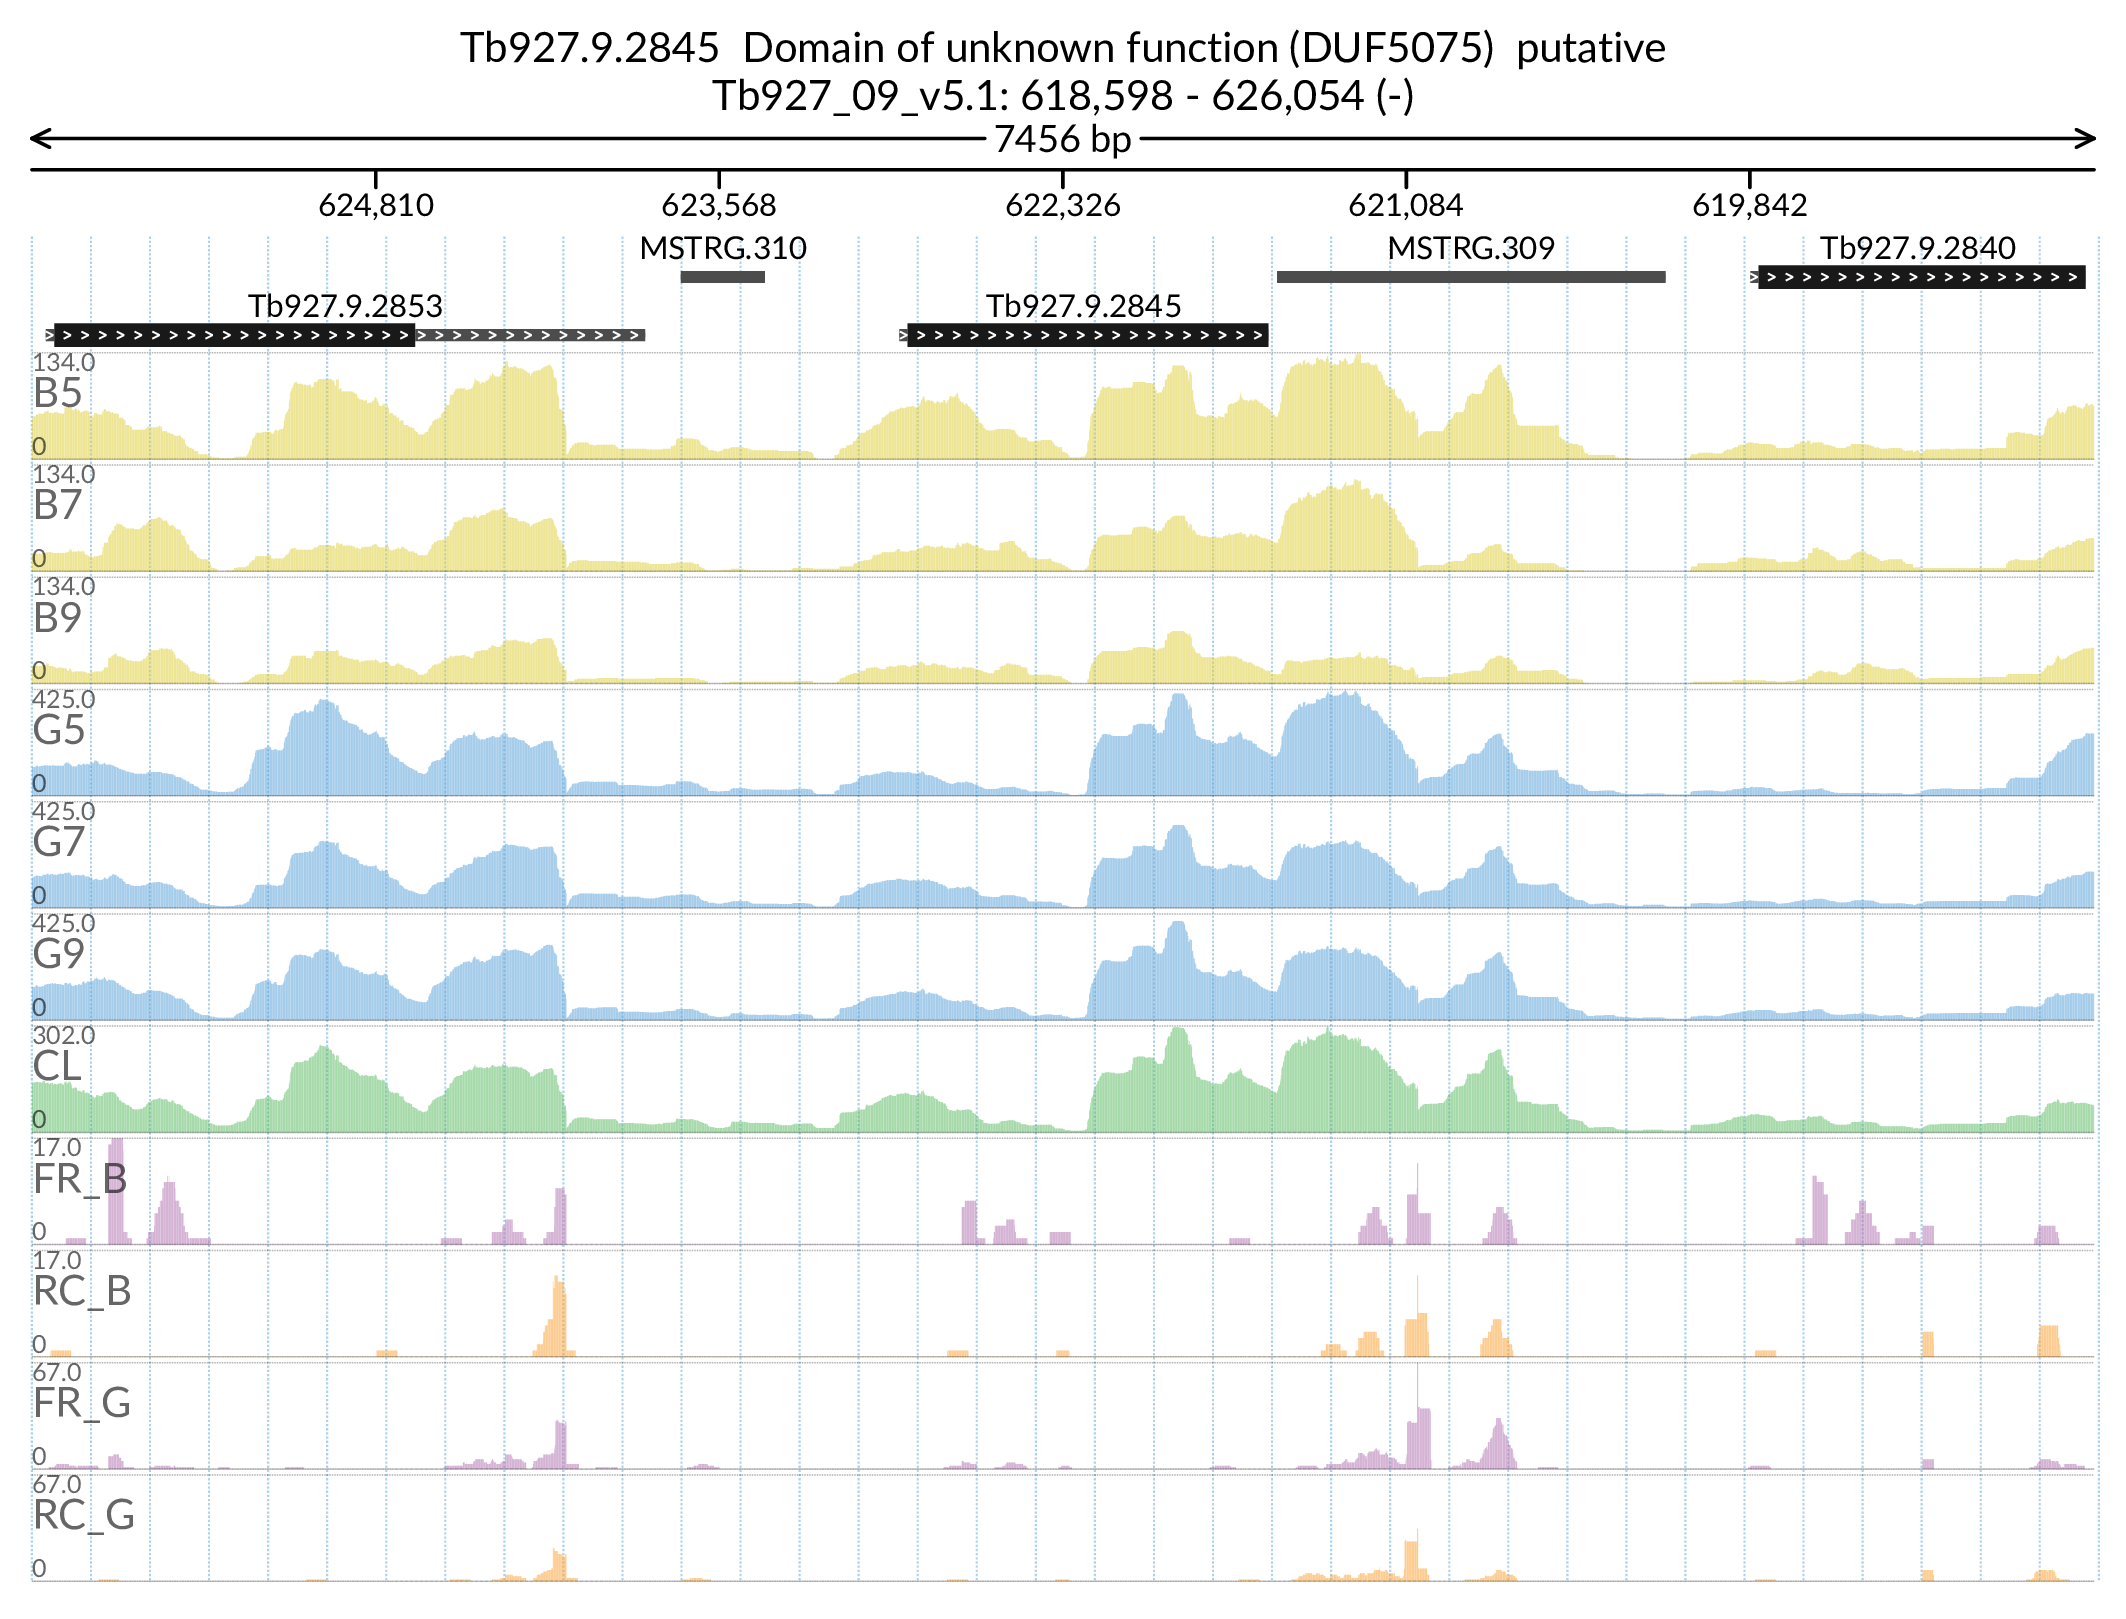 Tb927.9.2845 Domain of unknown function (DUF5075) putative
Tb927_09_v5.1: 618,598 - 626,054 (-)
7456 bp
624,810 623,568 622,326 621,084 619,842
MSTRG.310 MSTRG.309 Tb927.9.2840
Tb927.9.2853 Tb927.9.2845
134.0
B5
0
134.0
B7
0
134.0
B9
0
425.0
G5
0
425.0
G7
0
425.0
G9
0
302.0
CL
0
17.0
FR_B
0
17.0
RC_B
0
67.0
FR_G
0
67.0
RC_G
0